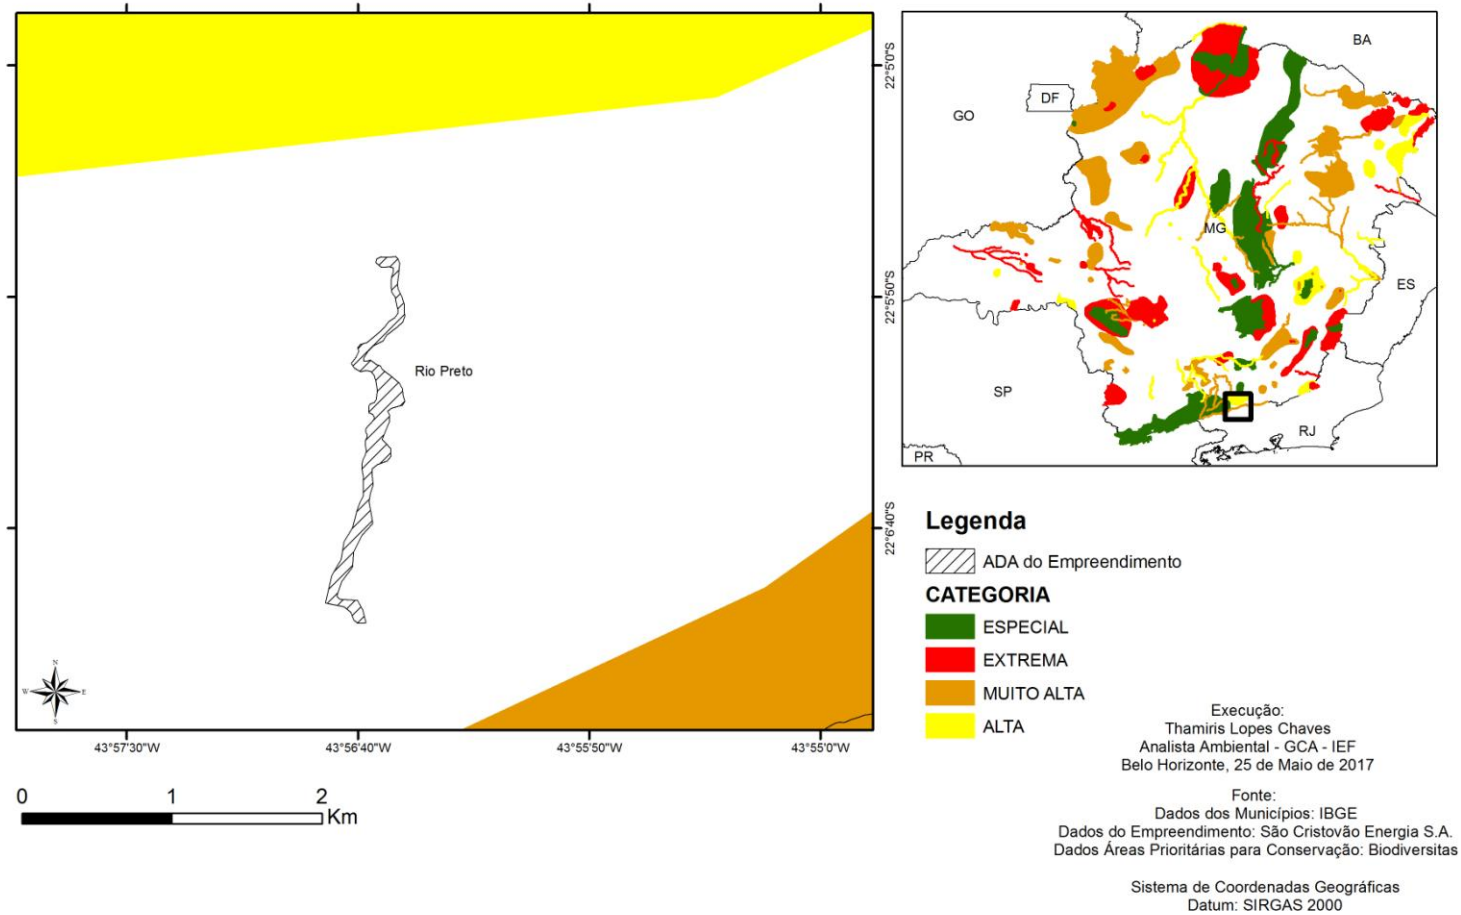 22°5'0"S
22°5'50"S
22°6'40"S
Rio Preto
N
W
E
S
43°57'30"W
43°56'40"W
43°55'50"W
43°55'0"W
0
1
2
Km
BA
DF
GO
MG
ES
SP
RJ
PR
Legenda
ADA do Empreendimento
CATEGORIA
ESPECIAL
EXTREMA
MUITO ALTA
ALTA
Execução:
Thamiris Lopes Chaves
Analista Ambiental - GCA - IEF
Belo Horizonte, 25 de Maio de 2017
Fonte:
Dados dos Municípios: IBGE
Dados do Empreendimento: São Cristovão Energia S.A.
Dados Áreas Prioritárias para Conservação: Biodiversitas
Sistema de Coordenadas Geográficas
Datum: SIRGAS 2000